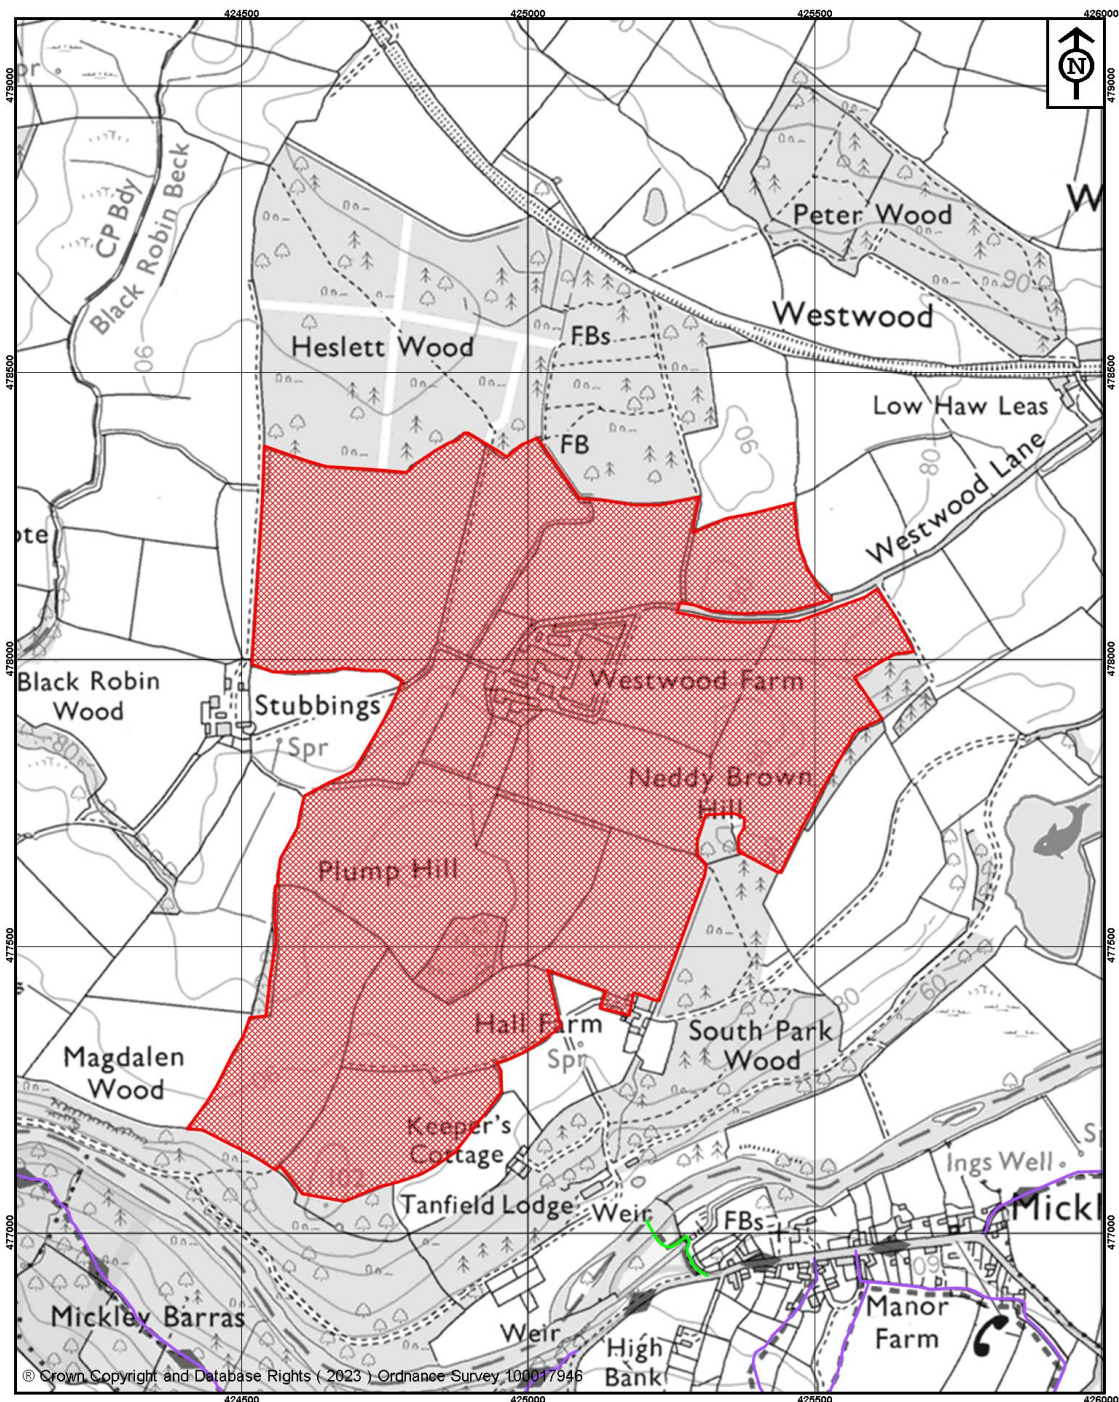 424500
425000
425500
426000
N
479000
479000
CP Bdy
Black Robin Beck
Peter Wood
W
90
Westwood
FBs
Heslett Wood
90
478500
478500
Low Haw Leas
90
80
FB
Westwood Lane
ote
478000
478000
Black Robin
Wood
Stubbings
Westwood Farm
80
Spr
Neddy Brown
Hill
Plump Hill
477500
477500
80
60
Hall Farm
Spr
South Park
Wood
Magdalen
Wood
90
Keeper's
Cottage
Ings Well
102
Tanfield Lodge
Weir
FBs
Mickl
477000
477000
60
Mickley Barras
Manor
Farm
Weir
High
Bank
® Crown Copyright and Database Rights ( 2023 ) Ordnance Survey 100017946
424500
425000
425500
426000